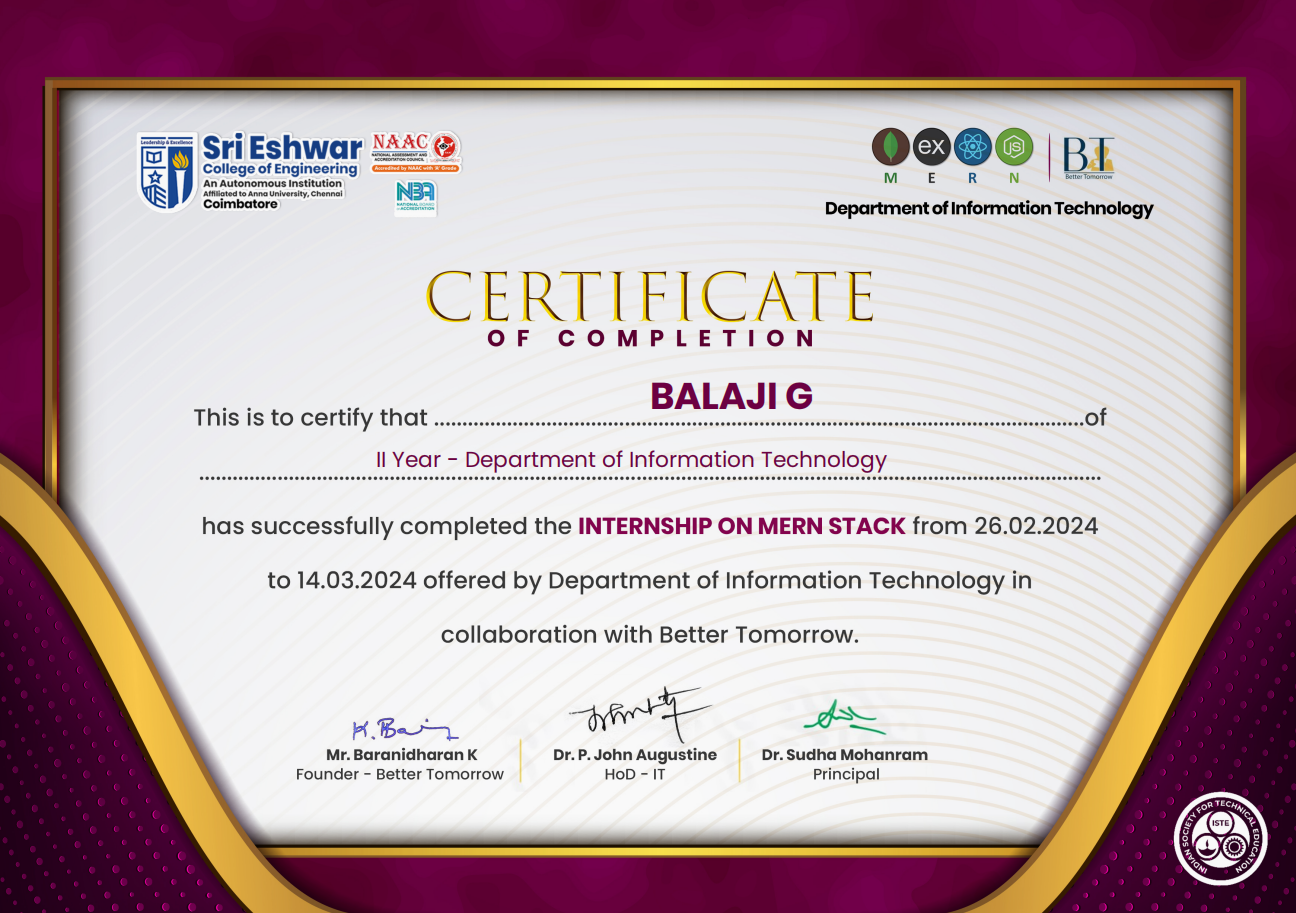 Leadership & Excellence
Sri Eshwar
College of Engineering
An Autonomous Institution
Affiliated to Anna University, Chennai
Coimbatore
NAAC
NATIONAL ASSESSMENT AND
ACCREDITATION COUNCIL
Accredited by NAAC with 'A' Grade
NBA
NATIONAL BOARD
of ACCREDITATION
ex
JS
M E R N
B&T
Better Tomorrow
Department of Information Technology
CERTIFICATE
OF COMPLETION
BALAJI G
This is to certify that ........................................of
II Year - Department of Information Technology
has successfully completed the INTERNSHIP ON MERN STACK from 26.02.2024
to 14.03.2024 offered by Department of Information Technology in
collaboration with Better Tomorrow.
K. Bai
Mr. Baranidharan K
Founder - Better Tomorrow
Dr. P. John Augustine
HoD - IT
Dr. Sudha Mohanram
Principal
INDIAN SOCIETY FOR TECHNICAL EDUCATION
ISTE